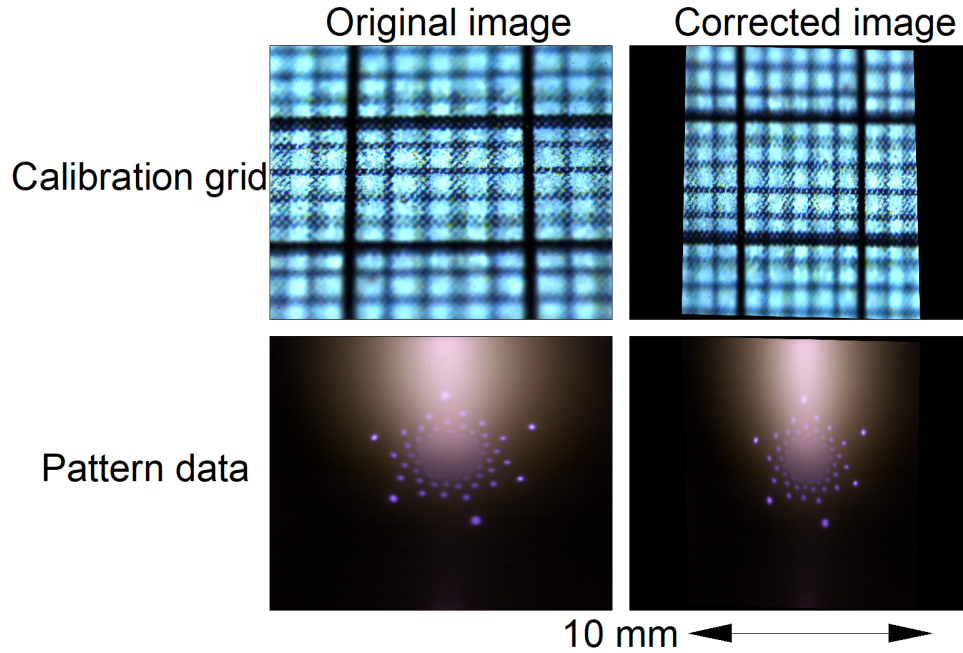 Original image
Corrected image
Calibration grid
Pattern data
10 mm